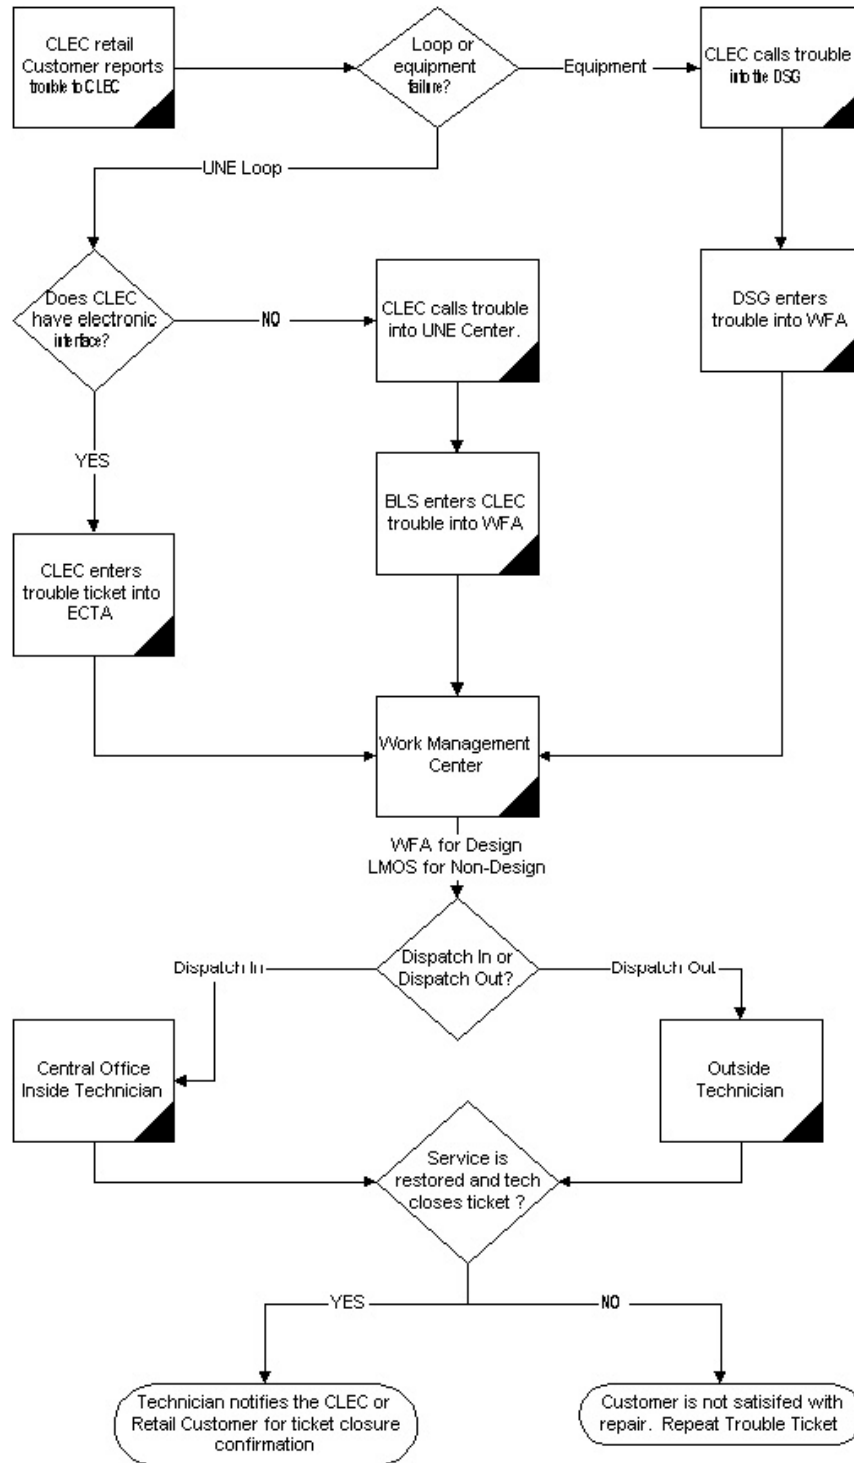 CLEC retail
Customer reports
trouble to CLEC
Loop or
equipment
failure?
Equipment
CLEC calls trouble
into the DSG
UNE Loop
Does CLEC
have electronic
interface?
NO
CLEC calls trouble
into UNE Center.
DSG enters
trouble into WFA
YES
BLS enters CLEC
trouble into WFA
CLEC enters
trouble ticket into
ECTA
Work Management
Center
WFA for Design
LMOS for Non-Design
Dispatch In
Dispatch In or
Dispatch Out?
Dispatch Out
Central Office
Inside Technician
Outside
Technician
Service is
restored and tech
closes ticket ?
YES
NO
Technician notifies the CLEC or
Retail Customer for ticket closure
confirmation
Customer is not satisifed with
repair. Repeat Trouble Ticket